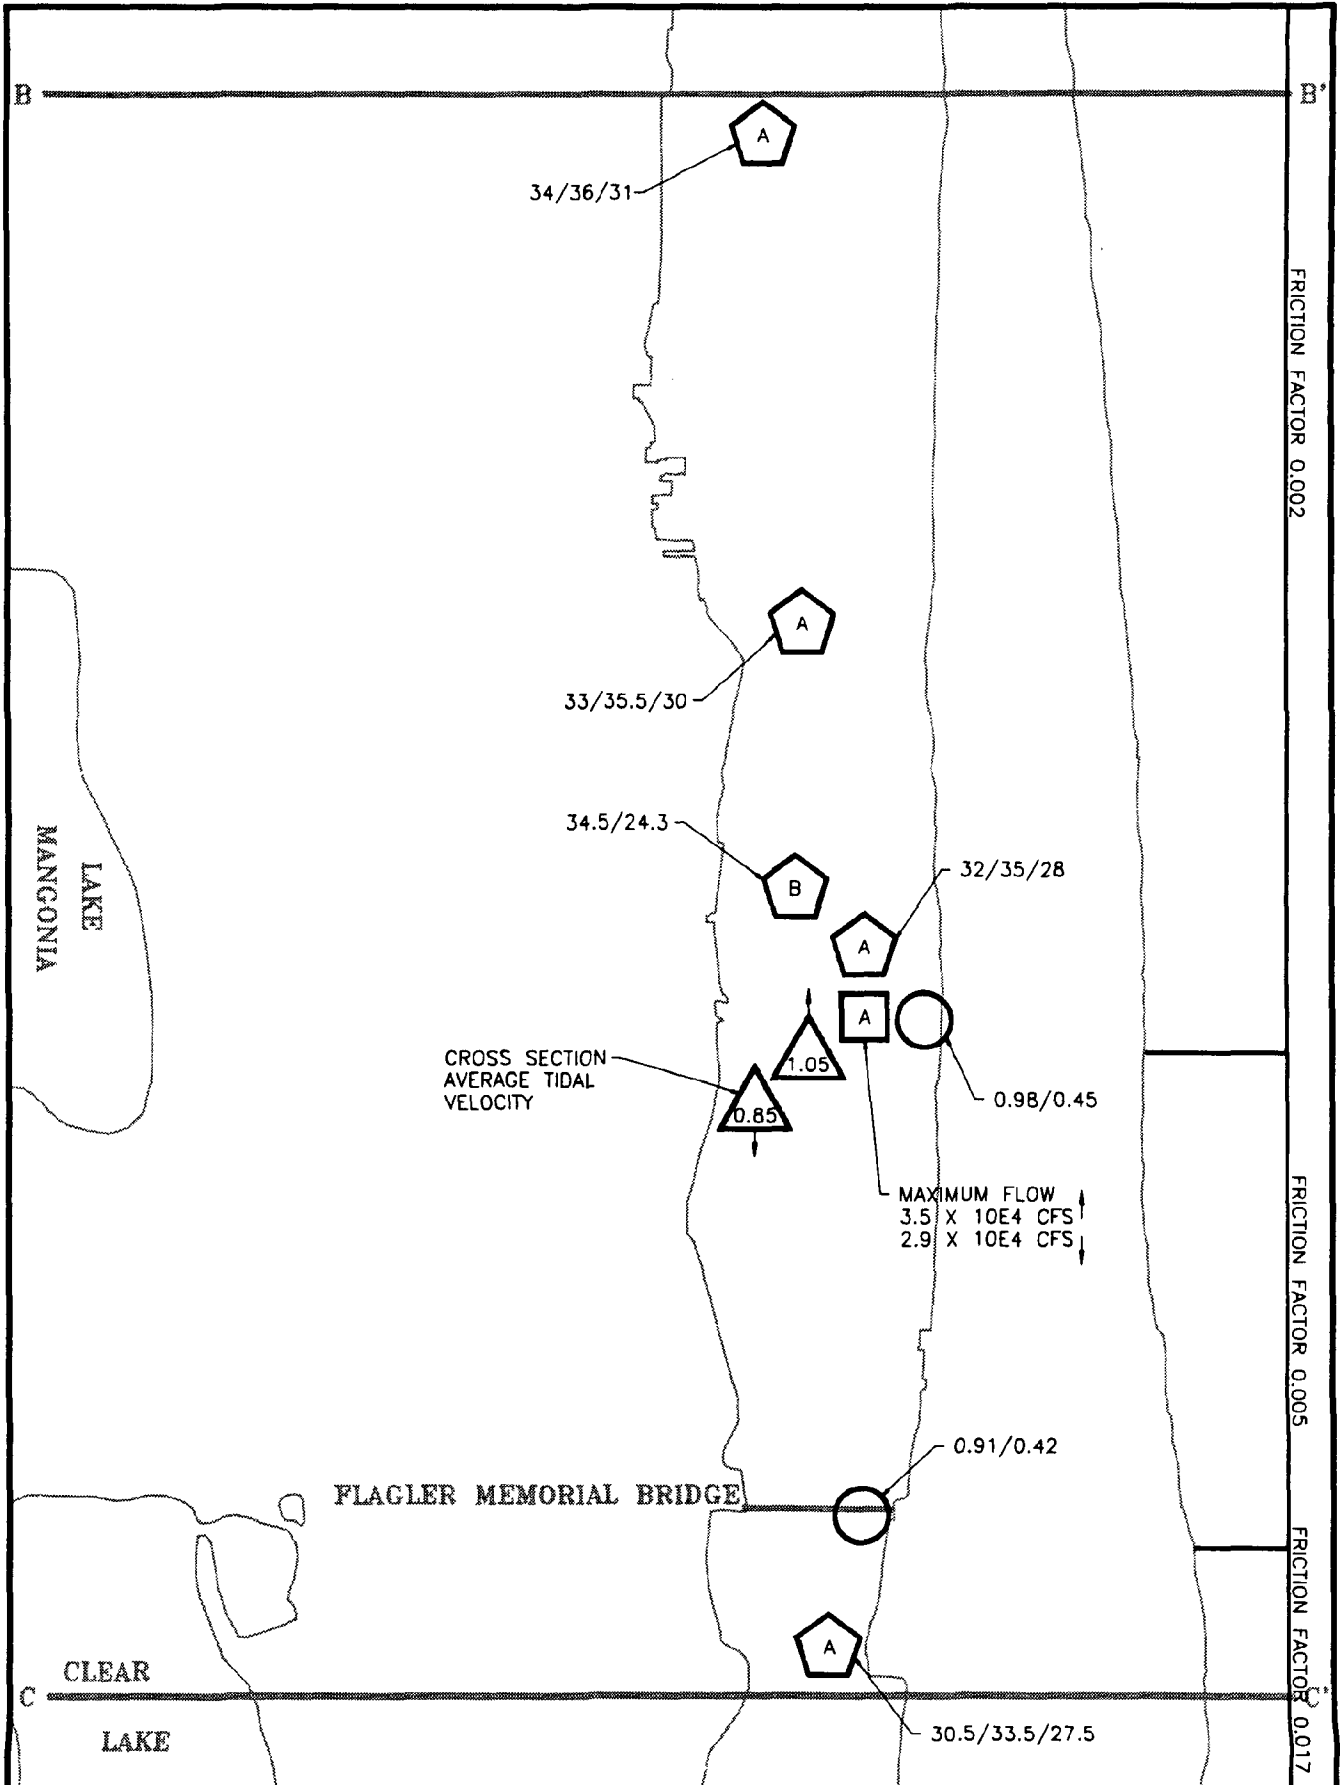 B
B'
A
34/36/31
FRICTION FACTOR 0.002
A
33/35.5/30
34.5/24.3
B
32/35/28
A
LAKE
MANGONIA
A
1.05
CROSS SECTION
AVERAGE TIDAL
VELOCITY
0.85
0.98/0.45
MAXIMUM FLOW
3.5 X 10E4 CFS
2.9 X 10E4 CFS
FRICTION FACTOR 0.005
0.91/0.42
FLAGLER MEMORIAL BRIDGE
FRICTION FACTOR 0.017
A
CLEAR
C
C'
LAKE
30.5/33.5/27.5